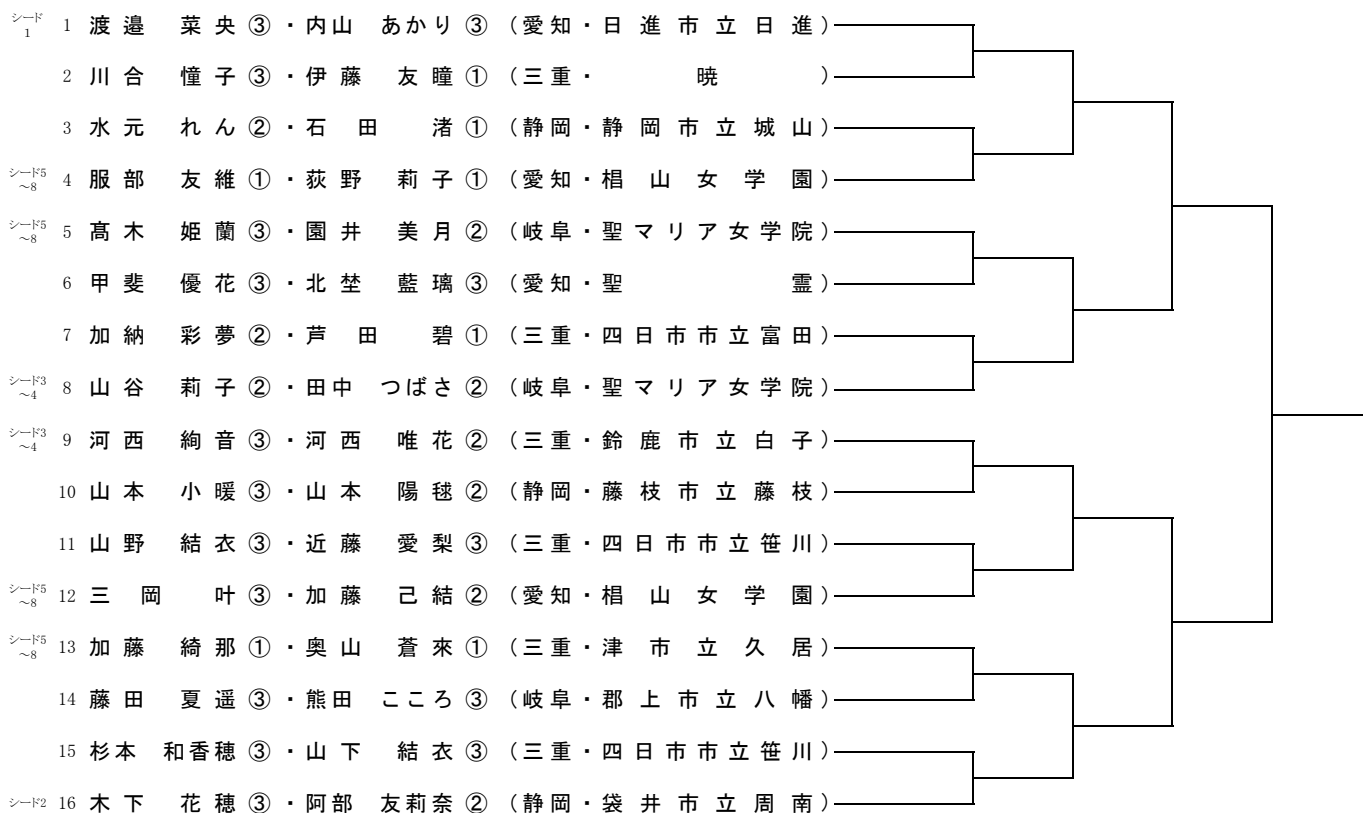 シード1 1 渡邉 菜央③・内山 あかり③ (愛知・日進市立日進)
2 川合 憧子③・伊藤 友瞳① (三重・暁)
3 水元 れん②・石田 渚① (静岡・静岡市立城山)
シード5～8 4 服部 友維①・荻野 莉子① (愛知・椙山女学園)
シード5～8 5 髙木 姫蘭③・園井 美月② (岐阜・聖マリア女学院)
6 甲斐 優花③・北埜 藍璃③ (愛知・聖霊)
7 加納 彩夢②・芦田 碧① (三重・四日市市立富田)
シード3～4 8 山谷 莉子②・田中 つばさ② (岐阜・聖マリア女学院)
シード3～4 9 河西 絢音③・河西 唯花② (三重・鈴鹿市立白子)
10 山本 小暖③・山本 陽毬② (静岡・藤枝市立藤枝)
11 山野 結衣③・近藤 愛梨③ (三重・四日市市立笹川)
シード5～8 12 三岡 叶③・加藤 己結② (愛知・椙山女学園)
シード5～8 13 加藤 綺那①・奥山 蒼來① (三重・津市立久居)
14 藤田 夏遥③・熊田 こころ③ (岐阜・郡上市立八幡)
15 杉本 和香穂③・山下 結衣③ (三重・四日市市立笹川)
シード2 16 木下 花穂③・阿部 友莉奈② (静岡・袋井市立周南)